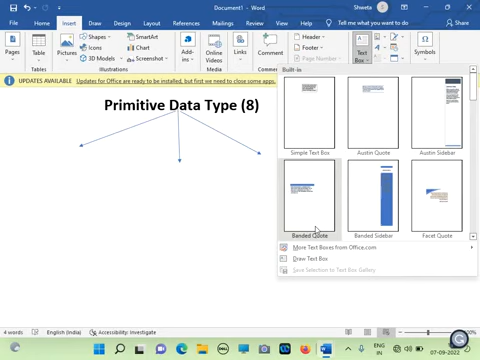 Document1 - Word
Shweta
File Home Insert Draw Design Layout References Mailings Review View Help Tell me what you want to do Share
Pages
Table
Tables
Pictures
Shapes
Icons
3D Models
SmartArt
Chart
Screenshot
Illustrations
Add-ins
Online Videos
Media
Links
Comment
Header
Footer
Page Number
Text Box
Symbols
UPDATES AVAILABLE Updates for Office are ready to be installed, but first we need to close some apps.
Primitive Data Type (8)
Built-in
Simple Text Box
Austin Quote
Austin Sidebar
Banded Quote
Banded Sidebar
Facet Quote
More Text Boxes from Office.com
Draw Text Box
Save Selection to Text Box Gallery
4 words English (India) Accessibility: Investigate
ENG
IN
07-09-2022